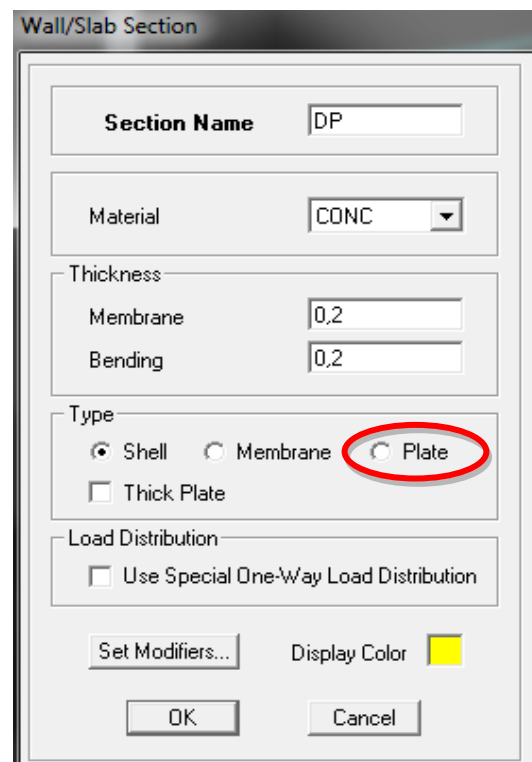 Wall/Slab Section
Section Name DP
Material CONC
Thickness
Membrane 0,2
Bending 0,2
Type
Shell Membrane Plate
Thick Plate
Load Distribution
Use Special One-Way Load Distribution
Set Modifiers... Display Color
OK Cancel